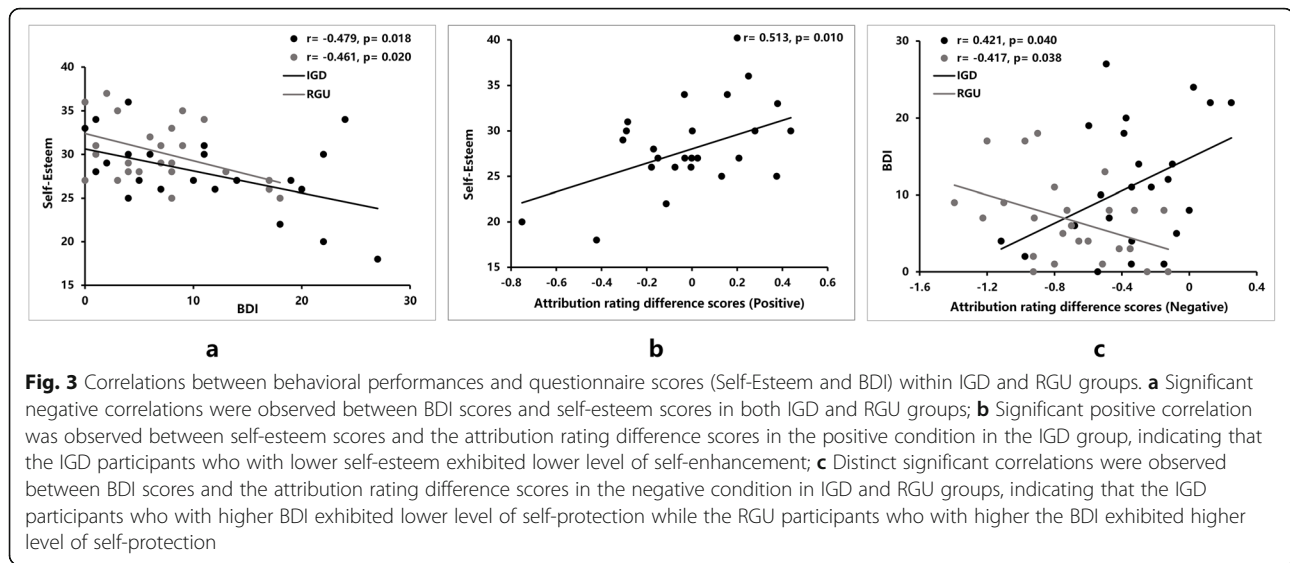 r= -0.479, p= 0.018
r= -0.461, p= 0.020
IGD
RGU
40
35
30
25
20
15
Self-Esteem
0
10
20
30
BDI
a
r= 0.513, p= 0.010
40
35
30
25
20
15
Self-Esteem
-0.8
-0.6
-0.4
-0.2
0
0.2
0.4
0.6
Attribution rating difference scores (Positive)
b
r= 0.421, p= 0.040
r= -0.417, p= 0.038
IGD
RGU
30
20
10
0
BDI
-1.6
-1.2
-0.8
-0.4
0
0.4
Attribution rating difference scores (Negative)
c
Fig. 3 Correlations between behavioral performances and questionnaire scores (Self-Esteem and BDI) within IGD and RGU groups. a Significant
negative correlations were observed between BDI scores and self-esteem scores in both IGD and RGU groups; b Significant positive correlation
was observed between self-esteem scores and the attribution rating difference scores in the positive condition in the IGD group, indicating that
the IGD participants who with lower self-esteem exhibited lower level of self-enhancement; c Distinct significant correlations were observed
between BDI scores and the attribution rating difference scores in the negative condition in IGD and RGU groups, indicating that the IGD
participants who with higher BDI exhibited lower level of self-protection while the RGU participants who with higher the BDI exhibited higher
level of self-protection